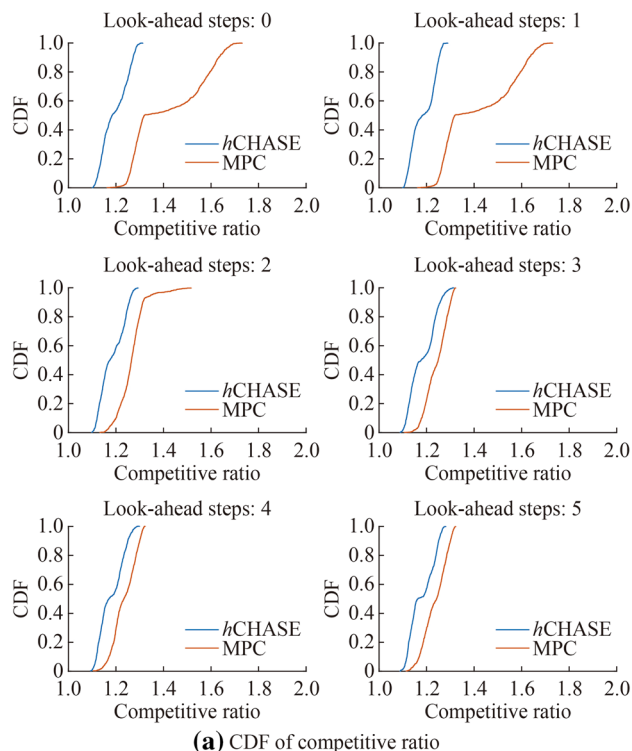 Look-ahead steps: 0
1.0
0.8
0.6
0.4
0.2
0
CDF
hCHASE
MPC
1.0 1.2 1.4 1.6 1.8 2.0
Competitive ratio
Look-ahead steps: 1
1.0
0.8
0.6
0.4
0.2
0
CDF
hCHASE
MPC
1.0 1.2 1.4 1.6 1.8 2.0
Competitive ratio
Look-ahead steps: 2
1.0
0.8
0.6
0.4
0.2
0
CDF
hCHASE
MPC
1.0 1.2 1.4 1.6 1.8 2.0
Competitive ratio
Look-ahead steps: 3
1.0
0.8
0.6
0.4
0.2
0
CDF
hCHASE
MPC
1.0 1.2 1.4 1.6 1.8 2.0
Competitive ratio
Look-ahead steps: 4
1.0
0.8
0.6
0.4
0.2
0
CDF
hCHASE
MPC
1.0 1.2 1.4 1.6 1.8 2.0
Competitive ratio
Look-ahead steps: 5
1.0
0.8
0.6
0.4
0.2
0
CDF
hCHASE
MPC
1.0 1.2 1.4 1.6 1.8 2.0
Competitive ratio
(a) CDF of competitive ratio